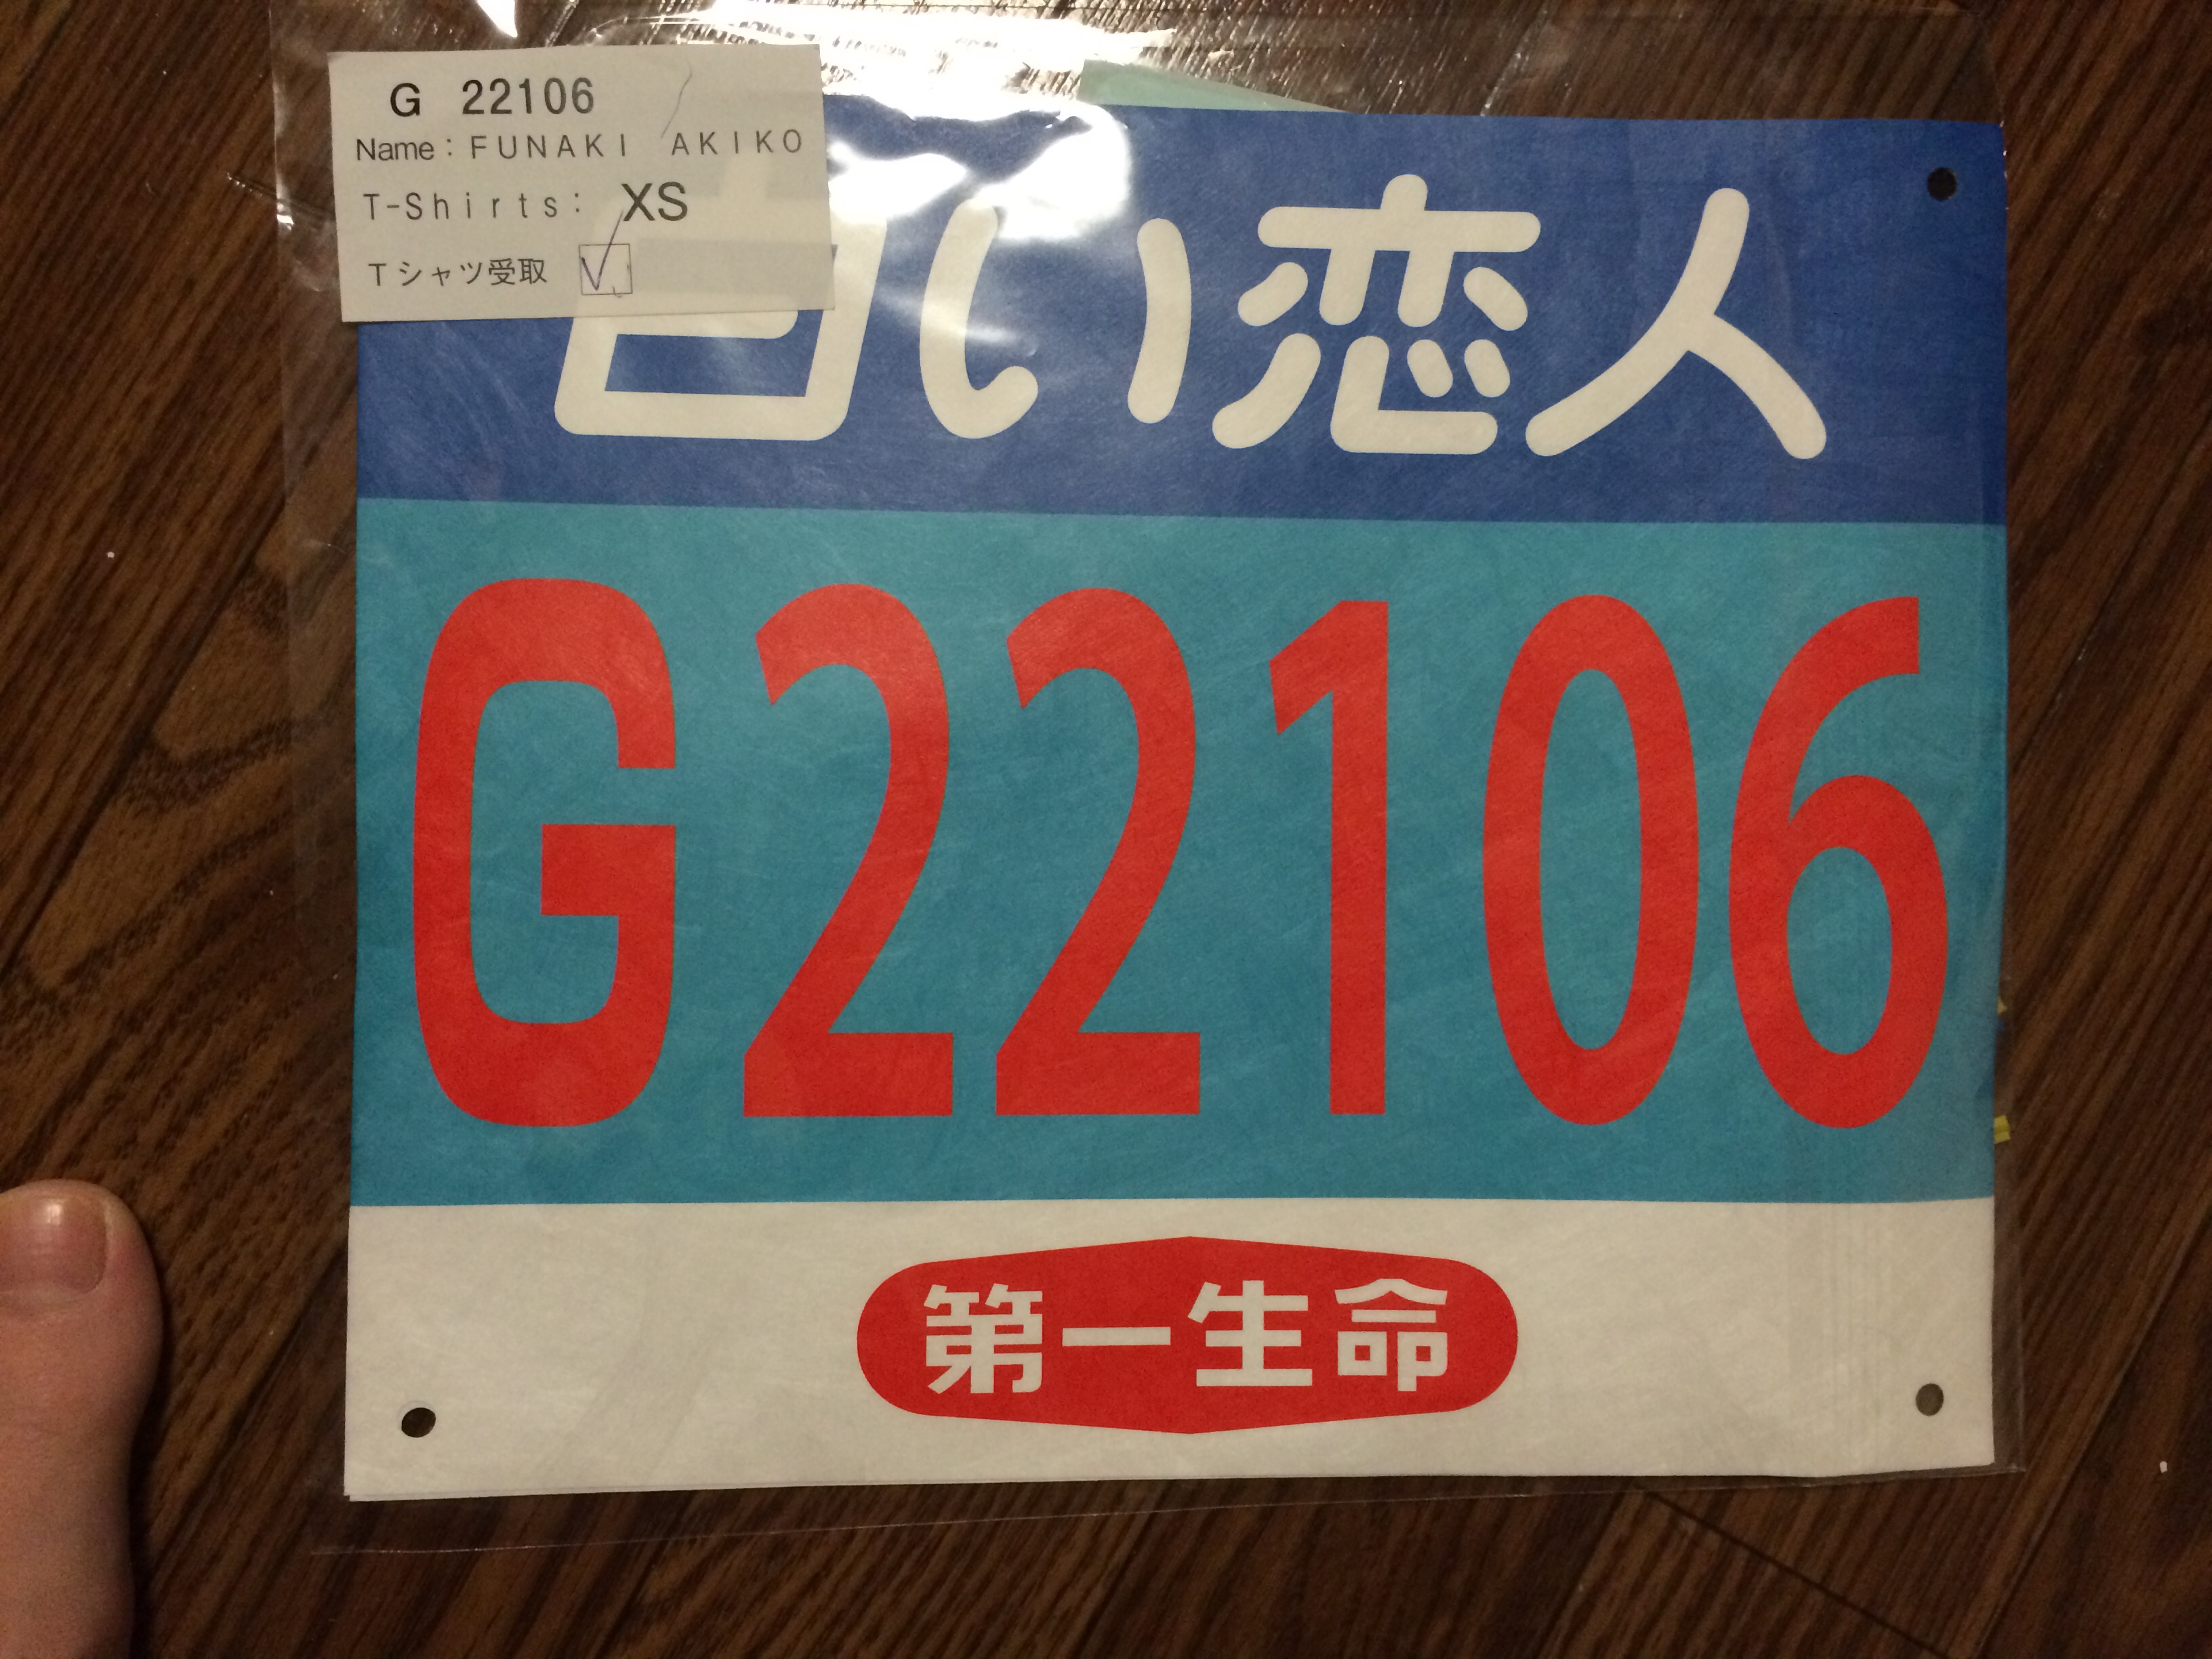 G 22106
Name：FUNAKI AKIKO
T-Shirts： XS
Tシャツ受取
白い恋人
G22106
第一生命